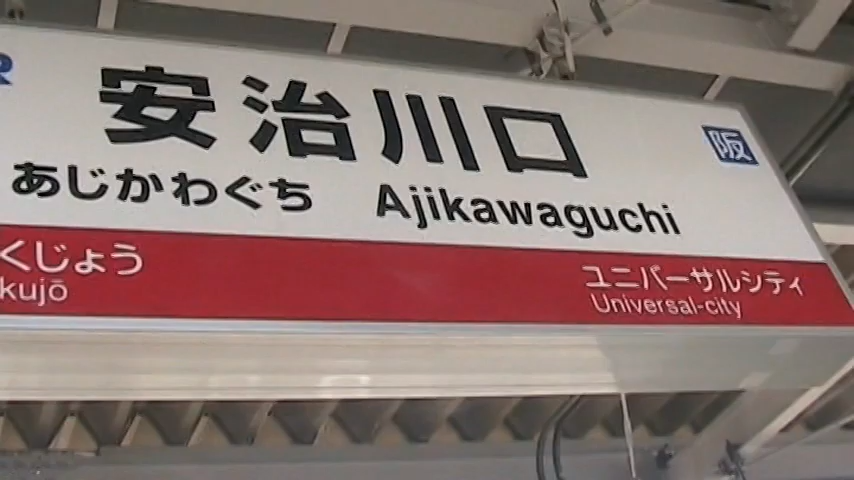 安治川口
阪
あじかわぐち Ajikawaguchi
くじょう ユニバーサルシティ
kujō Universal-city